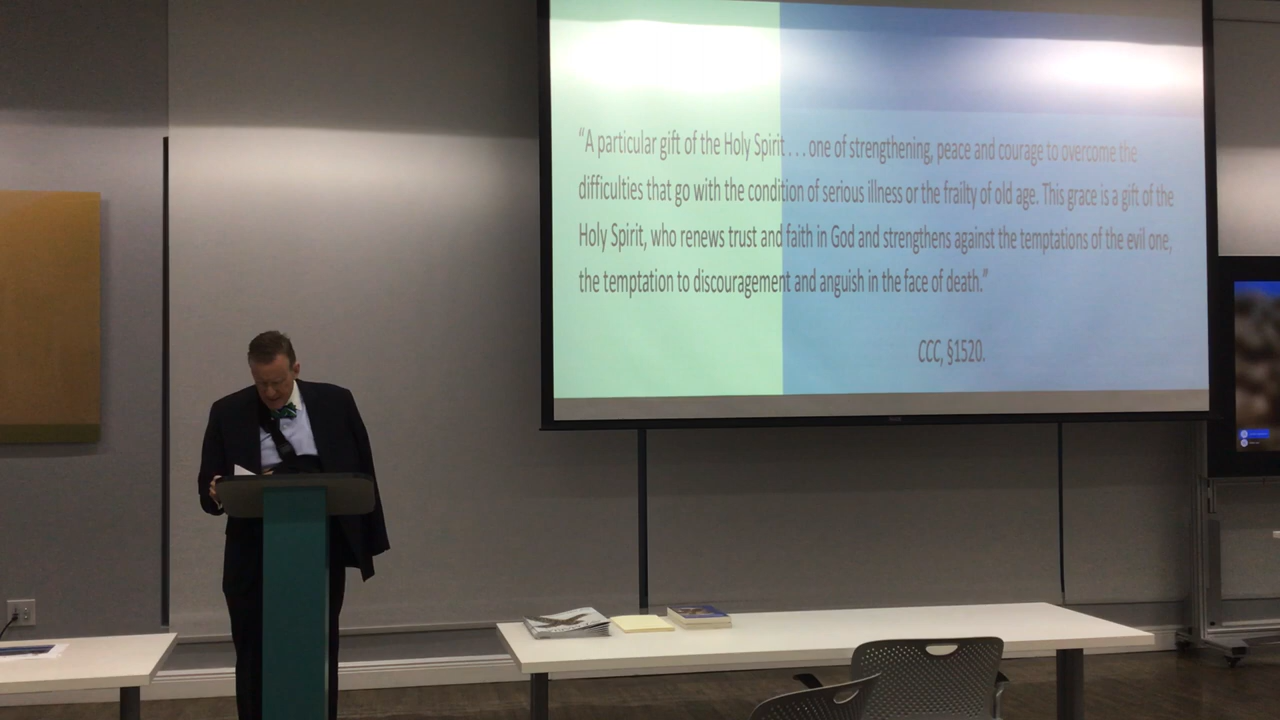 “A particular gift of the Holy Spirit . . . one of strengthening, peace and courage to overcome the
difficulties that go with the condition of serious illness or the frailty of old age. This grace is a gift of the
Holy Spirit, who renews trust and faith in God and strengthens against the temptations of the evil one,
the temptation to discouragement and anguish in the face of death.”
CCC, §1520.